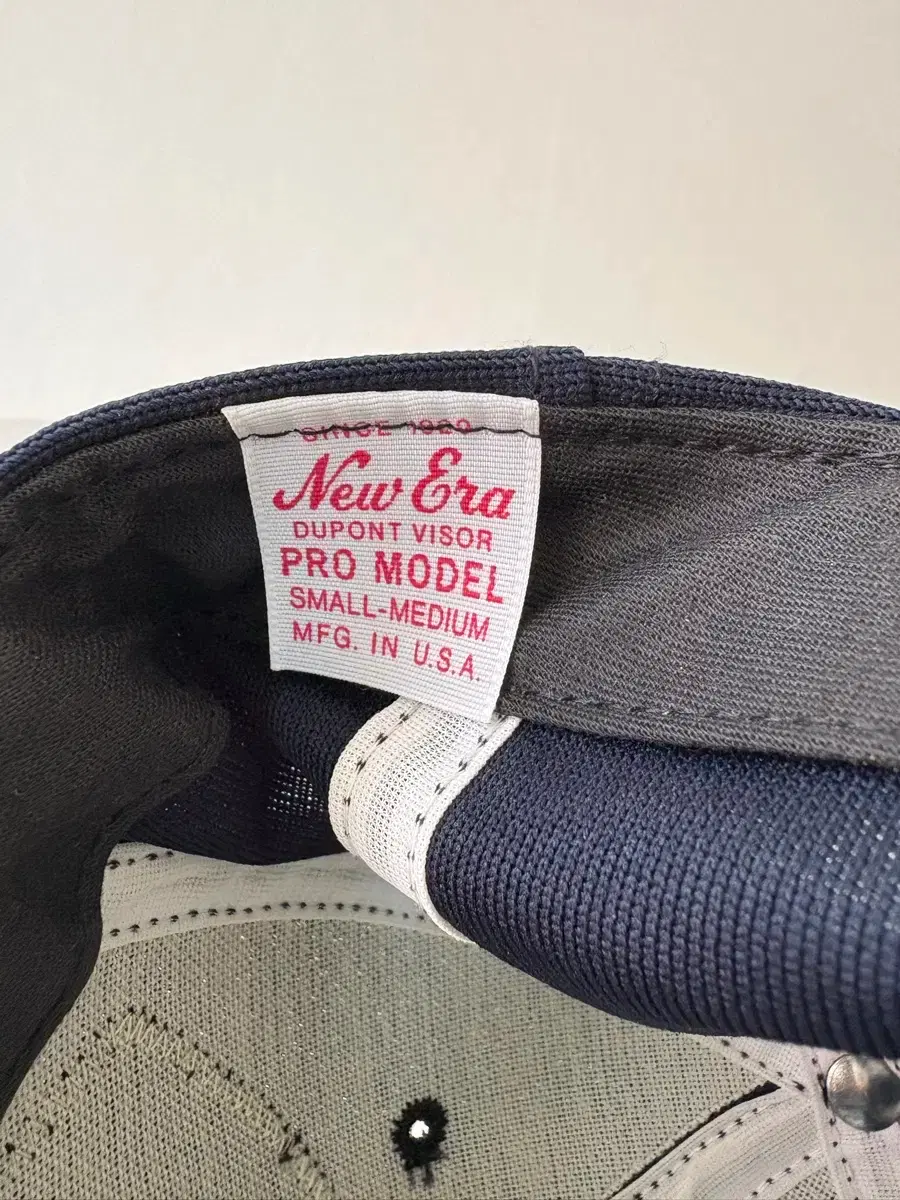 SINCE 1920
New Era
DUPONT VISOR
PRO MODEL
SMALL-MEDIUM
MFG. IN U.S.A.